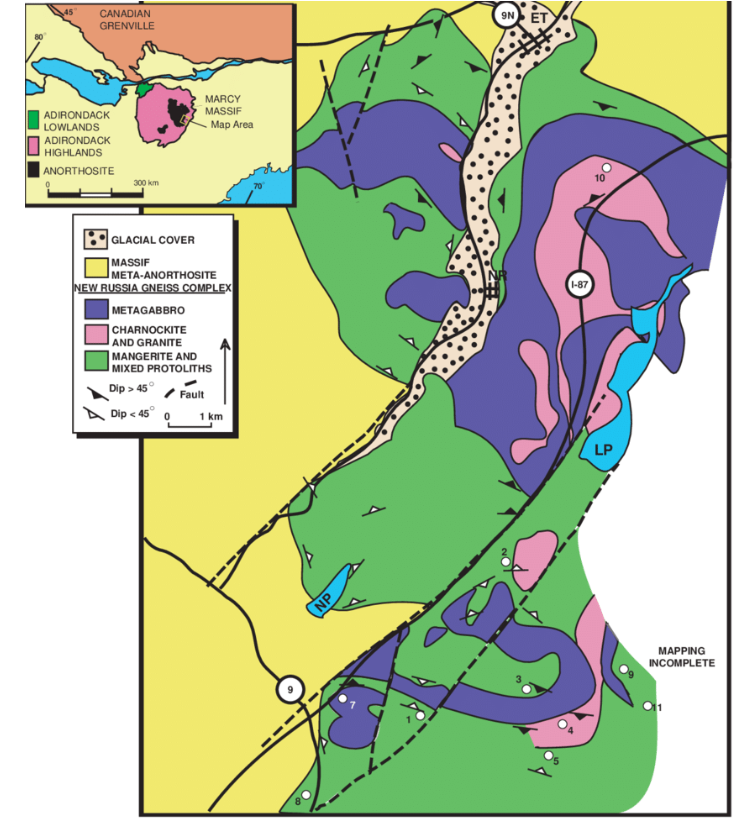 CANADIAN
GRENVILLE
45°
80°
MARCY
MASSIF
Map Area
ADIRONDACK
LOWLANDS
ADIRONDACK
HIGHLANDS
ANORTHOSITE
0 300 km
70°
GLACIAL COVER
MASSIF
META-ANORTHOSITE
NEW RUSSIA GNEISS COMPLEX
METAGABBRO
CHARNOCKITE
AND GRANITE
MANGERITE AND
MIXED PROTOLITHS
Dip > 45°
Fault
Dip < 45°
0 1 km
9N
ET
10
NR
I-87
LP
2
NP
MAPPING
INCOMPLETE
9
3
9
7
11
1
4
5
8